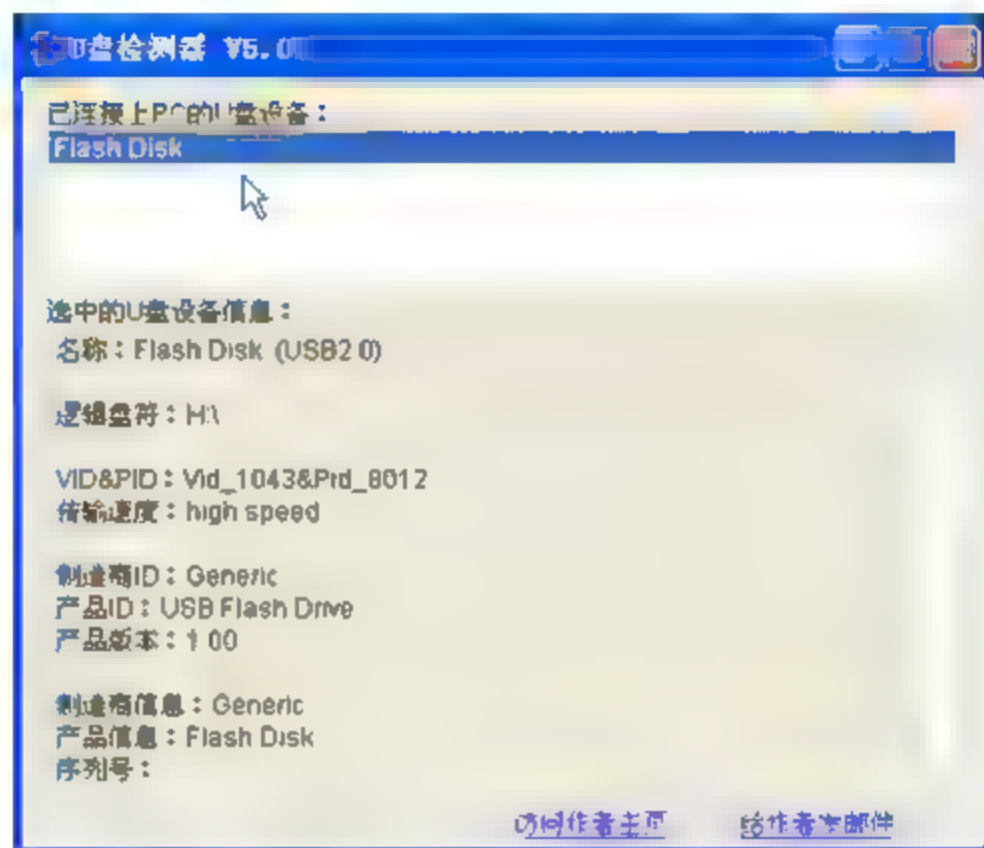 U盘检测器 V5.0
已连接上PC的U盘设备：
Flash Disk
选中的U盘设备信息：
名称：Flash Disk (USB2.0)
逻辑盘符：H:\
VID&PID：Vid_1043&Pid_8012
传输速度：high speed
制造商ID：Generic
产品ID：USB Flash Drive
产品版本：1.00
制造商信息：Generic
产品信息：Flash Disk
序列号：
访问作者主页 给作者发邮件